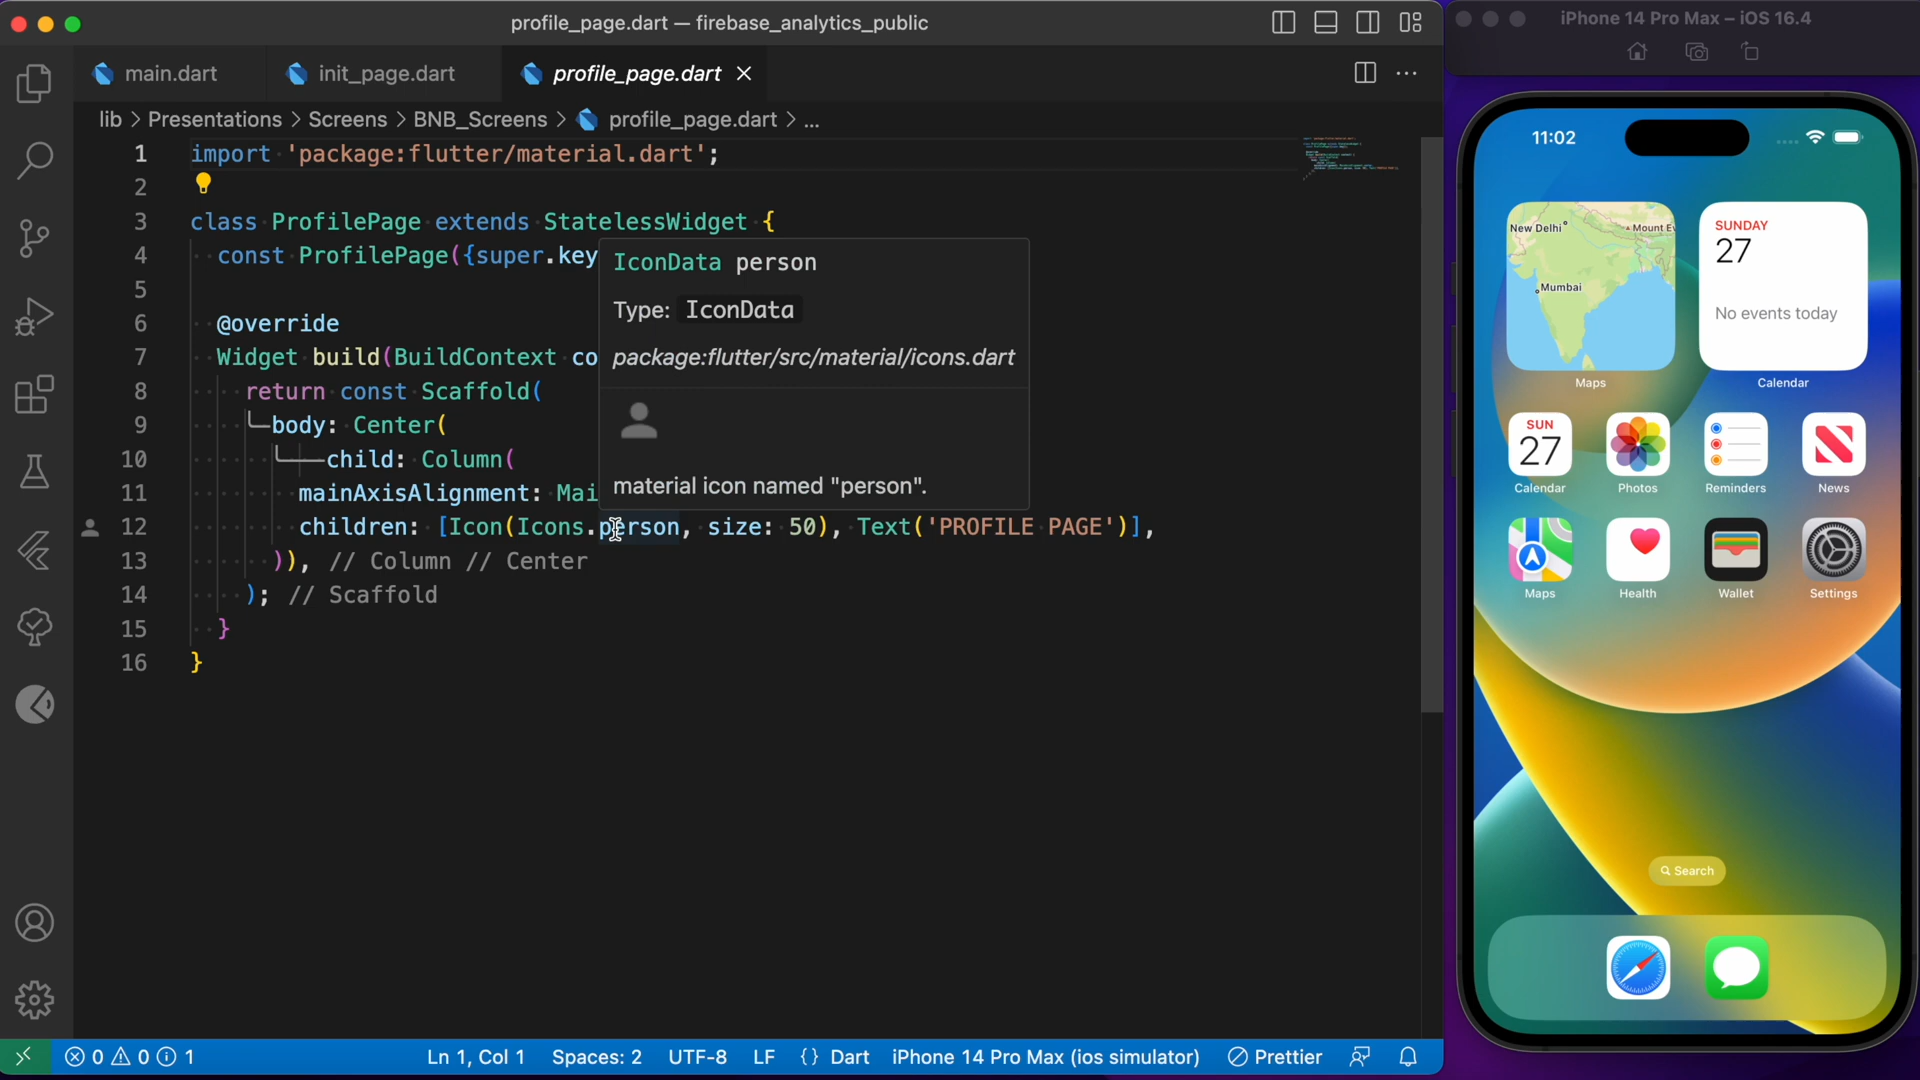 profile_page.dart — firebase_analytics_public
main.dart
init_page.dart
profile_page.dart
lib > Presentations > Screens > BNB_Screens > profile_page.dart > ...
1 import 'package:flutter/material.dart';
2
3 class ProfilePage extends StatelessWidget {
4 const ProfilePage({super.key
5
6 @override
7 Widget build(BuildContext co
8 return const Scaffold(
9 body: Center(
10 child: Column(
11 mainAxisAlignment: Mai
12 children: [Icon(Icons.person, size: 50), Text('PROFILE PAGE')],
13 )), // Column // Center
14 ); // Scaffold
15 }
16 }
IconData person
Type: IconData
package:flutter/src/material/icons.dart
material icon named "person".
0 0 1
Ln 1, Col 1
Spaces: 2
UTF-8
LF
{} Dart
iPhone 14 Pro Max (ios simulator)
Prettier
iPhone 14 Pro Max – iOS 16.4
11:02
New Delhi
Mount Ev
Mumbai
Maps
SUNDAY
27
No events today
Calendar
SUN
27
Calendar
Photos
Reminders
News
Maps
Health
Wallet
Settings
Search